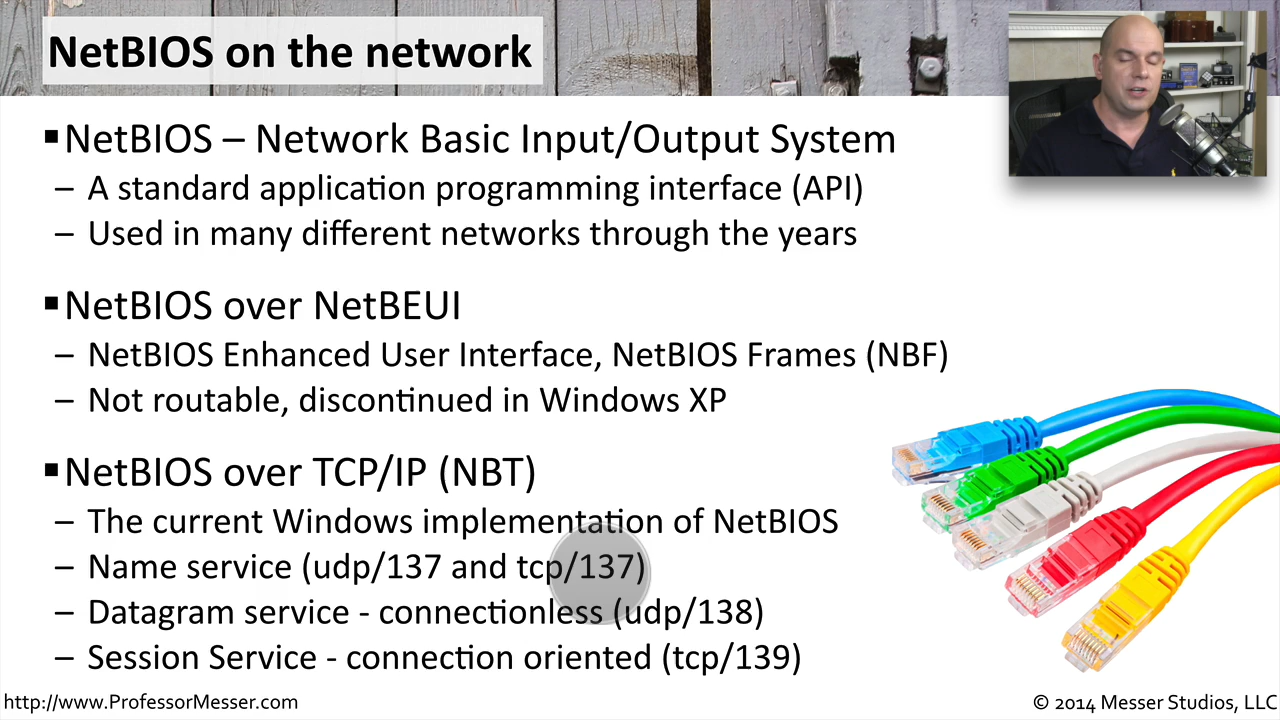 NetBIOS on the network
▪NetBIOS – Network Basic Input/Output System
– A standard application programming interface (API)
– Used in many different networks through the years
▪NetBIOS over NetBEUI
– NetBIOS Enhanced User Interface, NetBIOS Frames (NBF)
– Not routable, discontinued in Windows XP
▪NetBIOS over TCP/IP (NBT)
– The current Windows implementation of NetBIOS
– Name service (udp/137 and tcp/137)
– Datagram service - connectionless (udp/138)
– Session Service - connection oriented (tcp/139)
http://www.ProfessorMesser.com
© 2014 Messer Studios, LLC